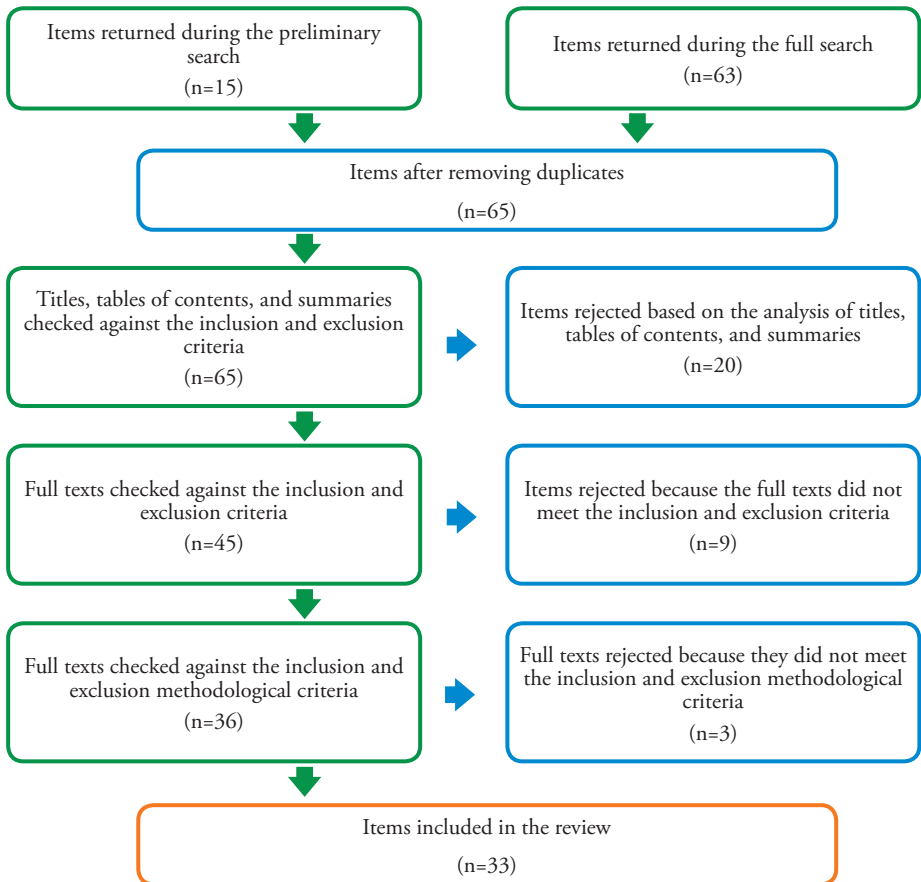 Items returned during the preliminary
search
(n=15)
Items returned during the full search
(n=63)
Items after removing duplicates
(n=65)
Titles, tables of contents, and summaries
checked against the inclusion and exclusion
criteria
(n=65)
Items rejected based on the analysis of titles,
tables of contents, and summaries
(n=20)
Full texts checked against the inclusion and
exclusion criteria
(n=45)
Items rejected because the full texts did not
meet the inclusion and exclusion criteria
(n=9)
Full texts checked against the inclusion and
exclusion methodological criteria
(n=36)
Full texts rejected because they did not meet
the inclusion and exclusion methodological
criteria
(n=3)
Items included in the review
(n=33)